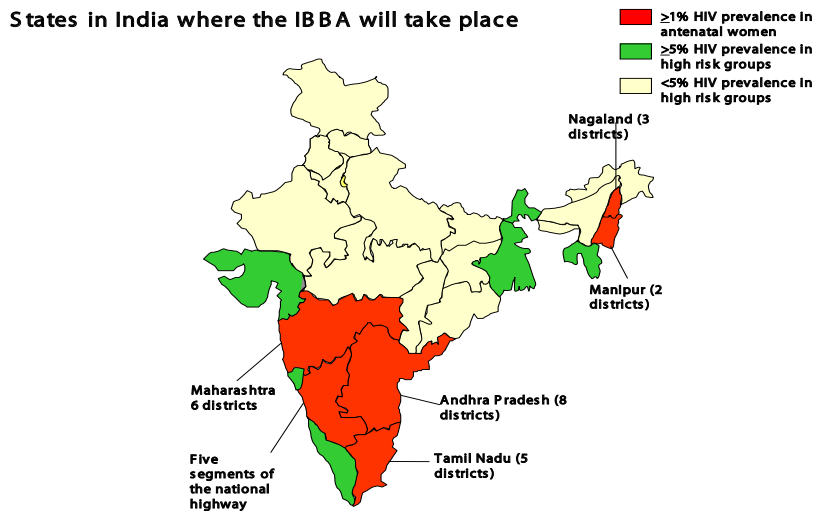 States in India where the IBBA will take place
≥1% HIV prevalence in
antenatal women
≥5% HIV prevalence in
high risk groups
<5% HIV prevalence in
high risk groups
Nagaland (3
districts)
Manipur (2
districts)
Maharashtra
6 districts
Andhra Pradesh (8
districts)
Five
segments of
the national
highway
Tamil Nadu (5
districts)